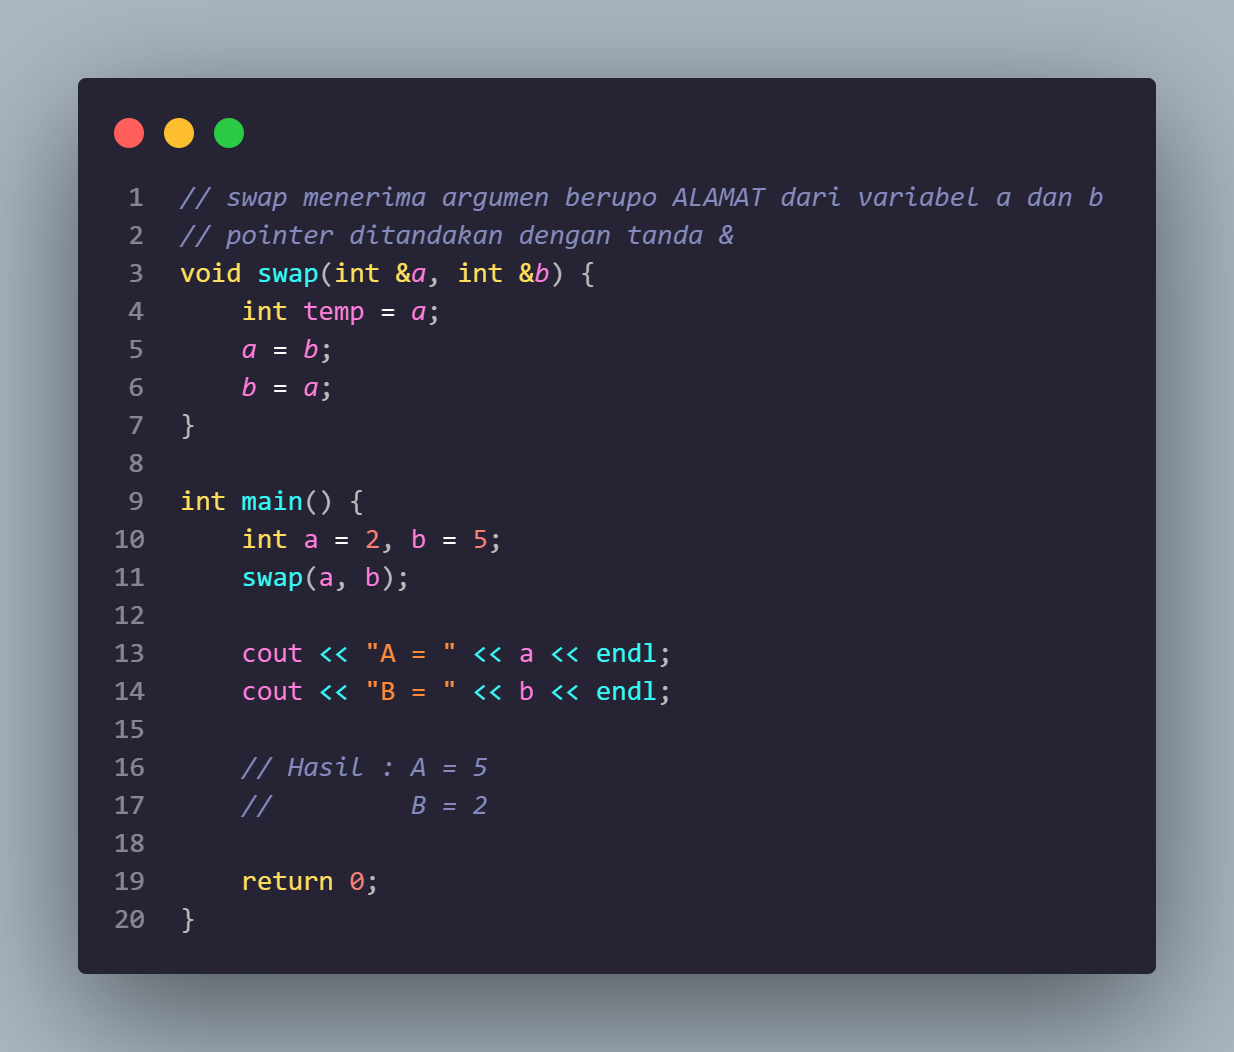 1 // swap menerima argumen berupo ALAMAT dari variabel a dan b
2 // pointer ditandakan dengan tanda &
3 void swap(int &a, int &b) {
4     int temp = a;
5     a = b;
6     b = a;
7 }
8
9 int main() {
10     int a = 2, b = 5;
11     swap(a, b);
12
13     cout << "A = " << a << endl;
14     cout << "B = " << b << endl;
15
16     // Hasil : A = 5
17     //         B = 2
18
19     return 0;
20 }